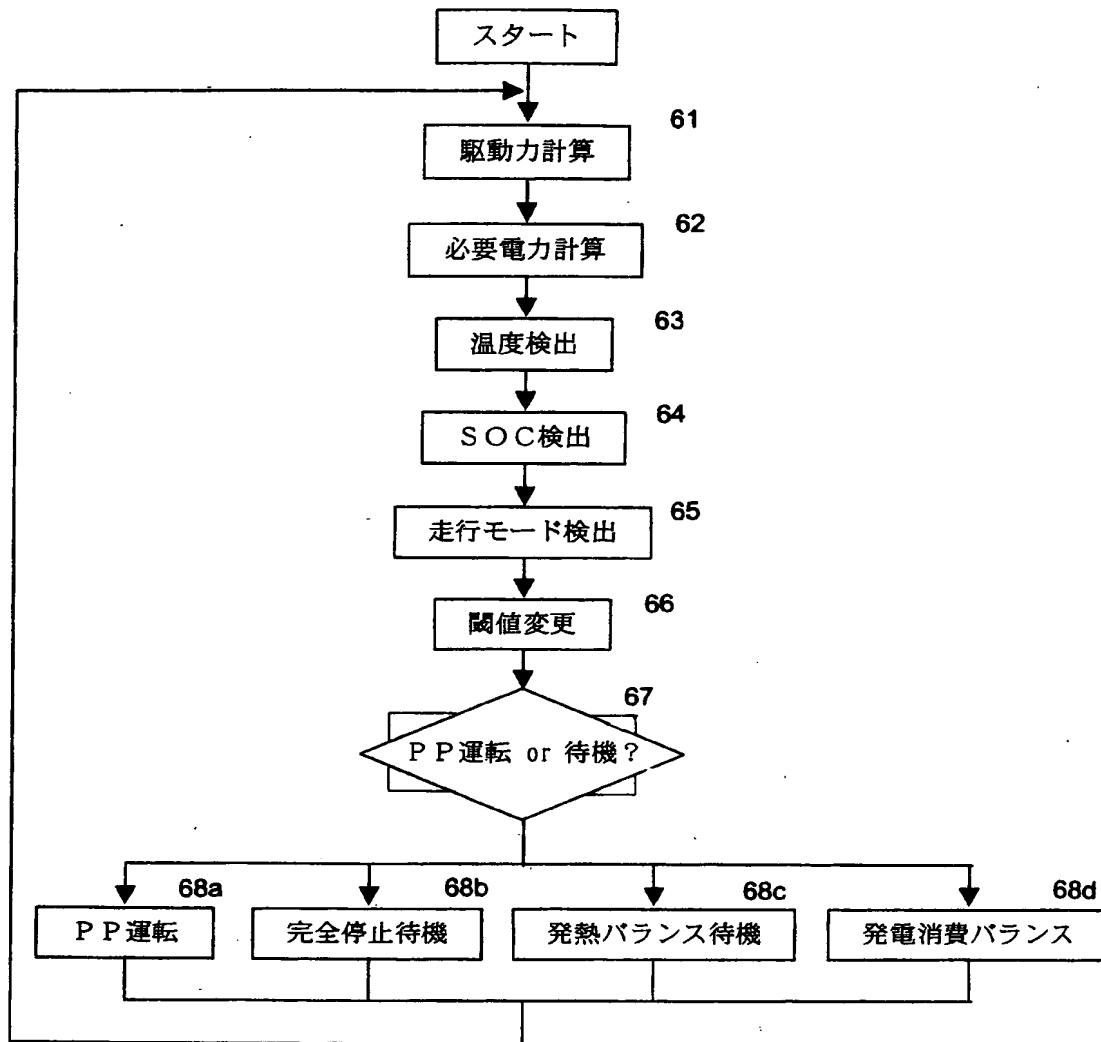 スタート
61
駆動力計算
62
必要電力計算
63
温度検出
64
ＳＯＣ検出
65
走行モード検出
66
閾値変更
67
ＰＰ運転 or 待機？
68a
ＰＰ運転
68b
完全停止待機
68c
発熱バランス待機
68d
発電消費バランス